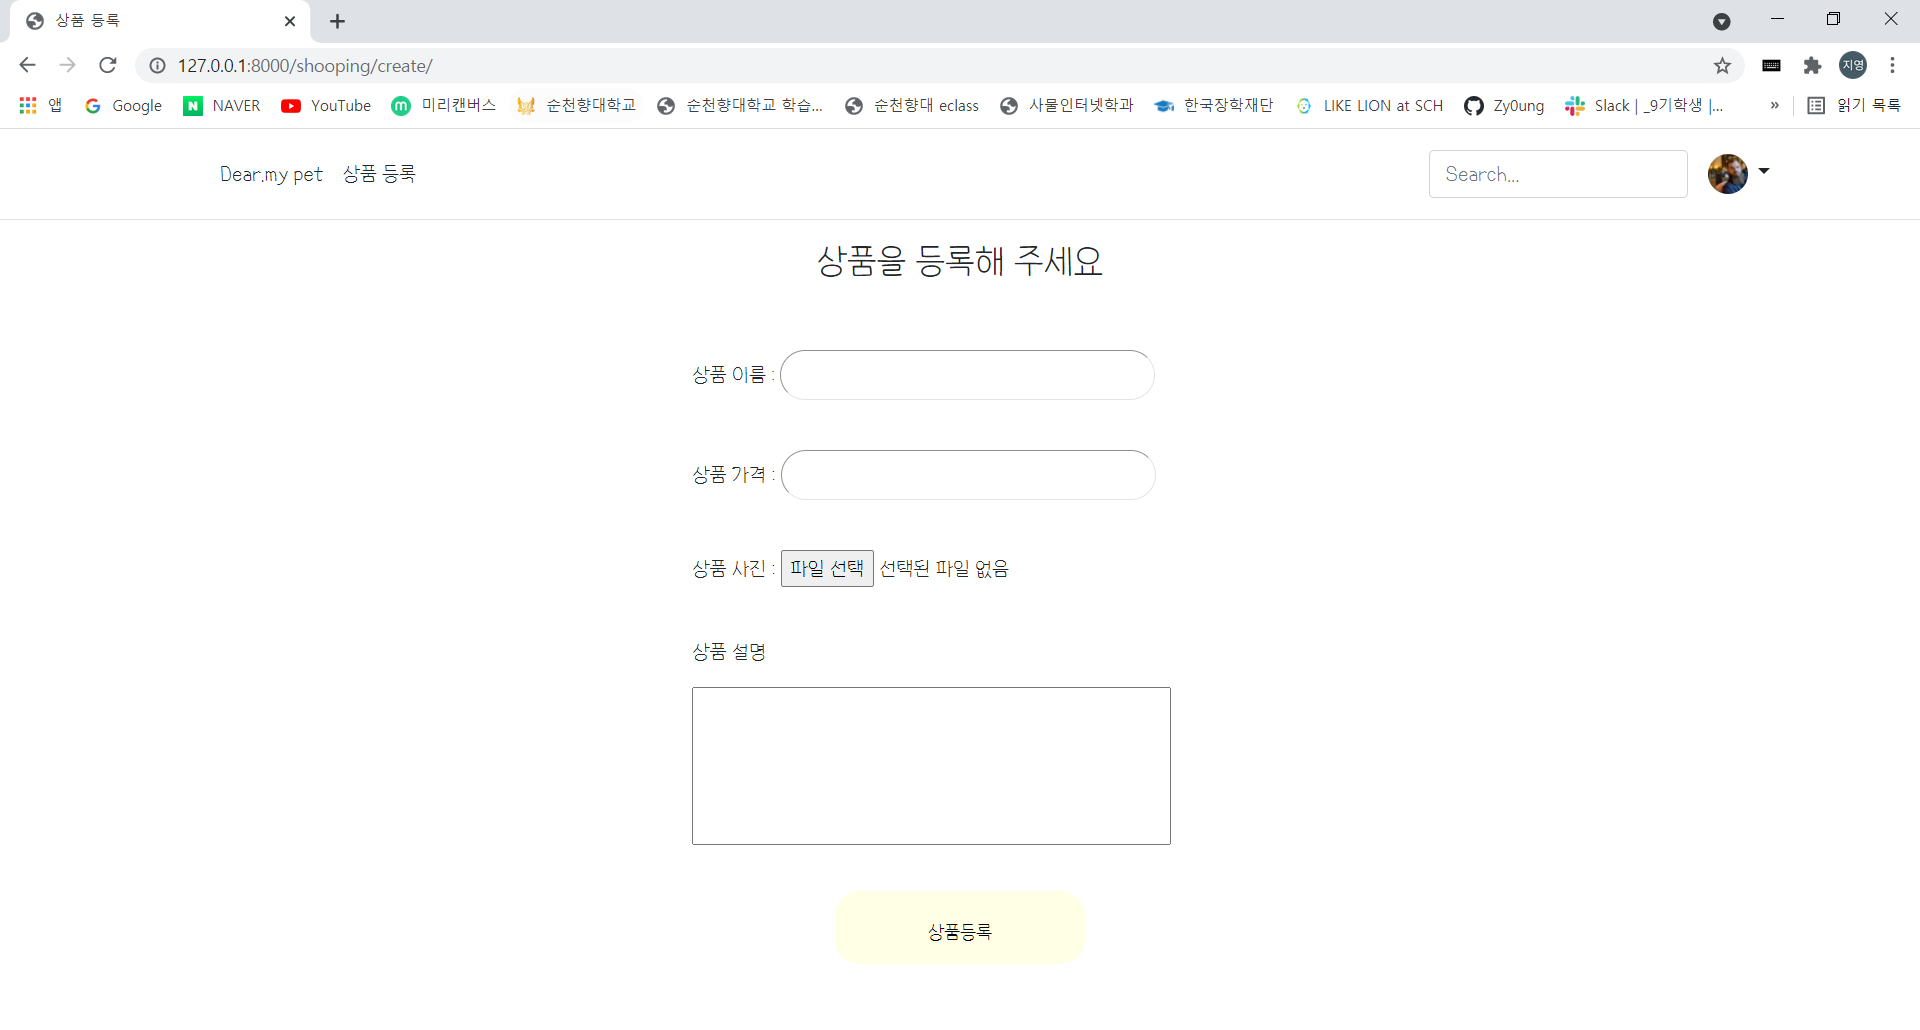 상품 등록
127.0.0.1:8000/shooping/create/
지영
앱 Google NAVER YouTube 미리캔버스 순천향대학교 순천향대학교 학습... 순천향대 eclass 사물인터넷학과 한국장학재단 LIKE LION at SCH Zy0ung Slack | _9기학생 |... » 읽기 목록
Dear.my pet 상품 등록 Search...
상품을 등록해 주세요
상품 이름 :
상품 가격 :
상품 사진 : 파일 선택 선택된 파일 없음
상품 설명
상품등록